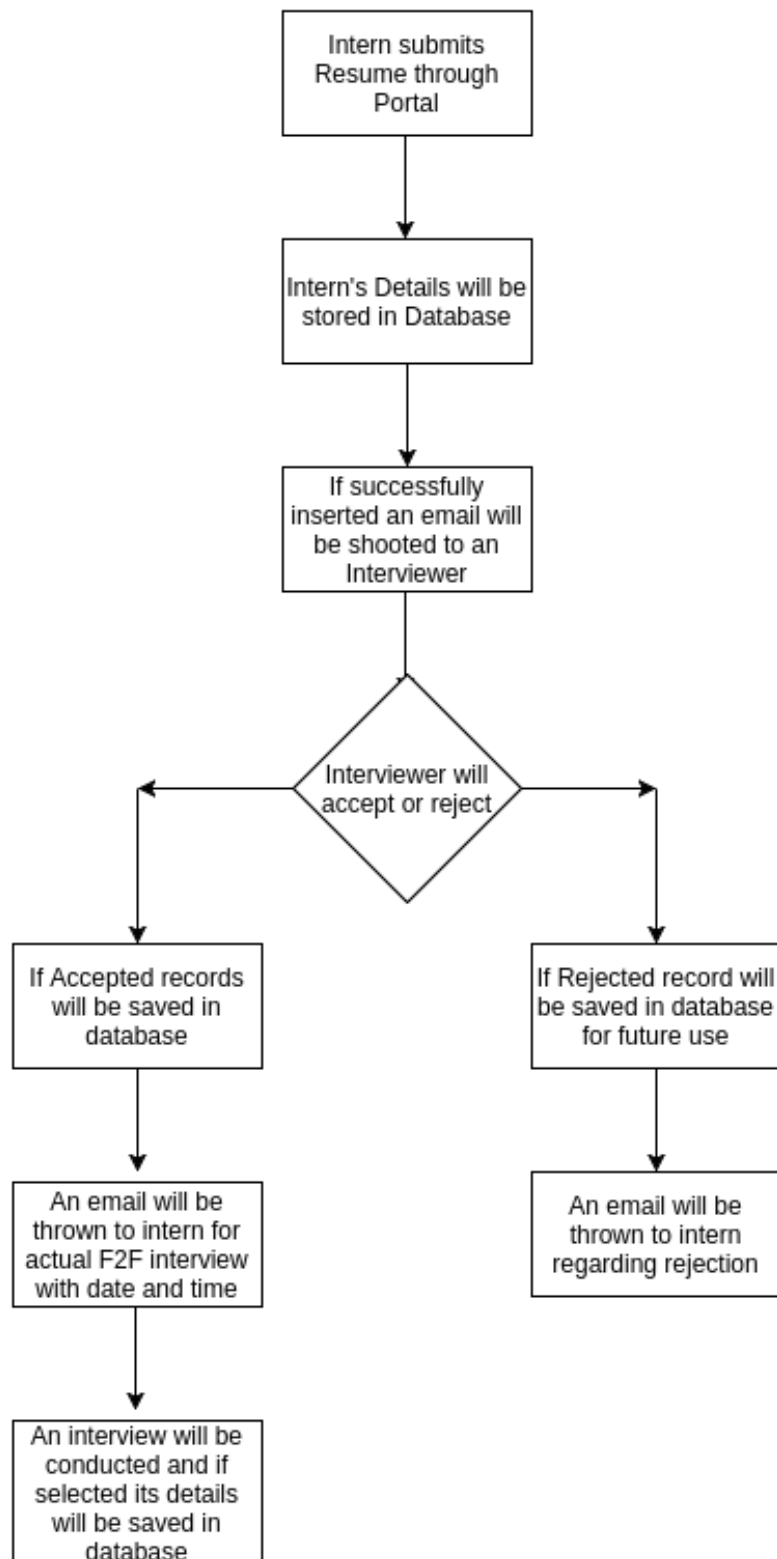 Intern submits
Resume through
Portal
Intern's Details will be
stored in Database
If successfully
inserted an email will
be shooted to an
Interviewer
Interviewer will
accept or reject
If Accepted records
will be saved in
database
If Rejected record will
be saved in database
for future use
An email will be
thrown to intern for
actual F2F interview
with date and time
An email will be
thrown to intern
regarding rejection
An interview will be
conducted and if
selected its details
will be saved in
database